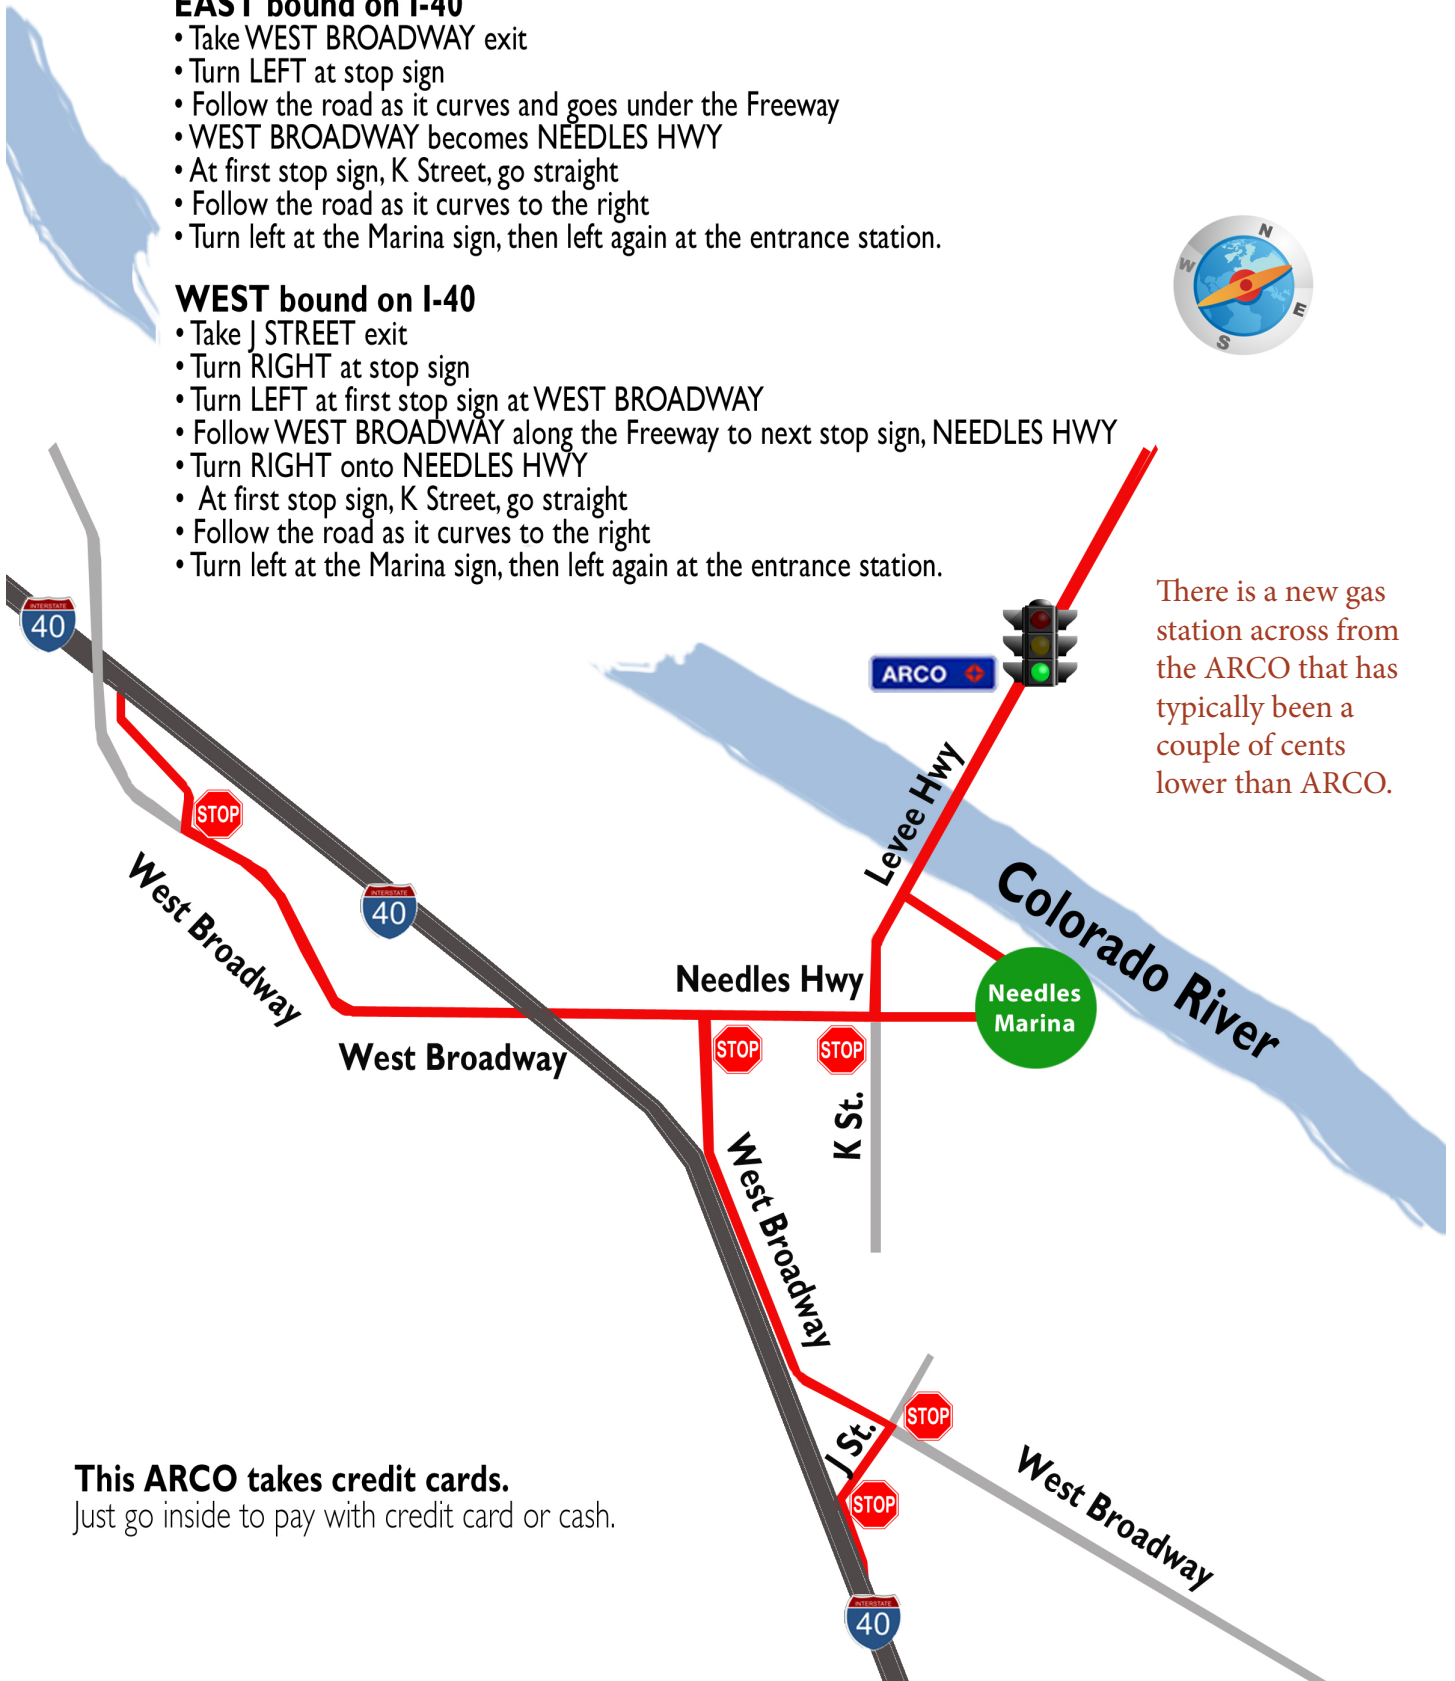 EAST bound on I-40
• Take WEST BROADWAY exit
• Turn LEFT at stop sign
• Follow the road as it curves and goes under the Freeway
• WEST BROADWAY becomes NEEDLES HWY
• At first stop sign, K Street, go straight
• Follow the road as it curves to the right
• Turn left at the Marina sign, then left again at the entrance station.
WEST bound on I-40
• Take J STREET exit
• Turn RIGHT at stop sign
• Turn LEFT at first stop sign at WEST BROADWAY
• Follow WEST BROADWAY along the Freeway to next stop sign, NEEDLES HWY
• Turn RIGHT onto NEEDLES HWY
• At first stop sign, K Street, go straight
• Follow the road as it curves to the right
• Turn left at the Marina sign, then left again at the entrance station.
N
W
E
S
There is a new gas
station across from
the ARCO that has
typically been a
couple of cents
lower than ARCO.
INTERSTATE
40
ARCO
STOP
Levee Hwy
West Broadway
INTERSTATE
40
Colorado River
Needles Hwy
Needles
Marina
West Broadway
STOP
STOP
K St.
West Broadway
STOP
J St.
STOP
West Broadway
This ARCO takes credit cards.
Just go inside to pay with credit card or cash.
INTERSTATE
40